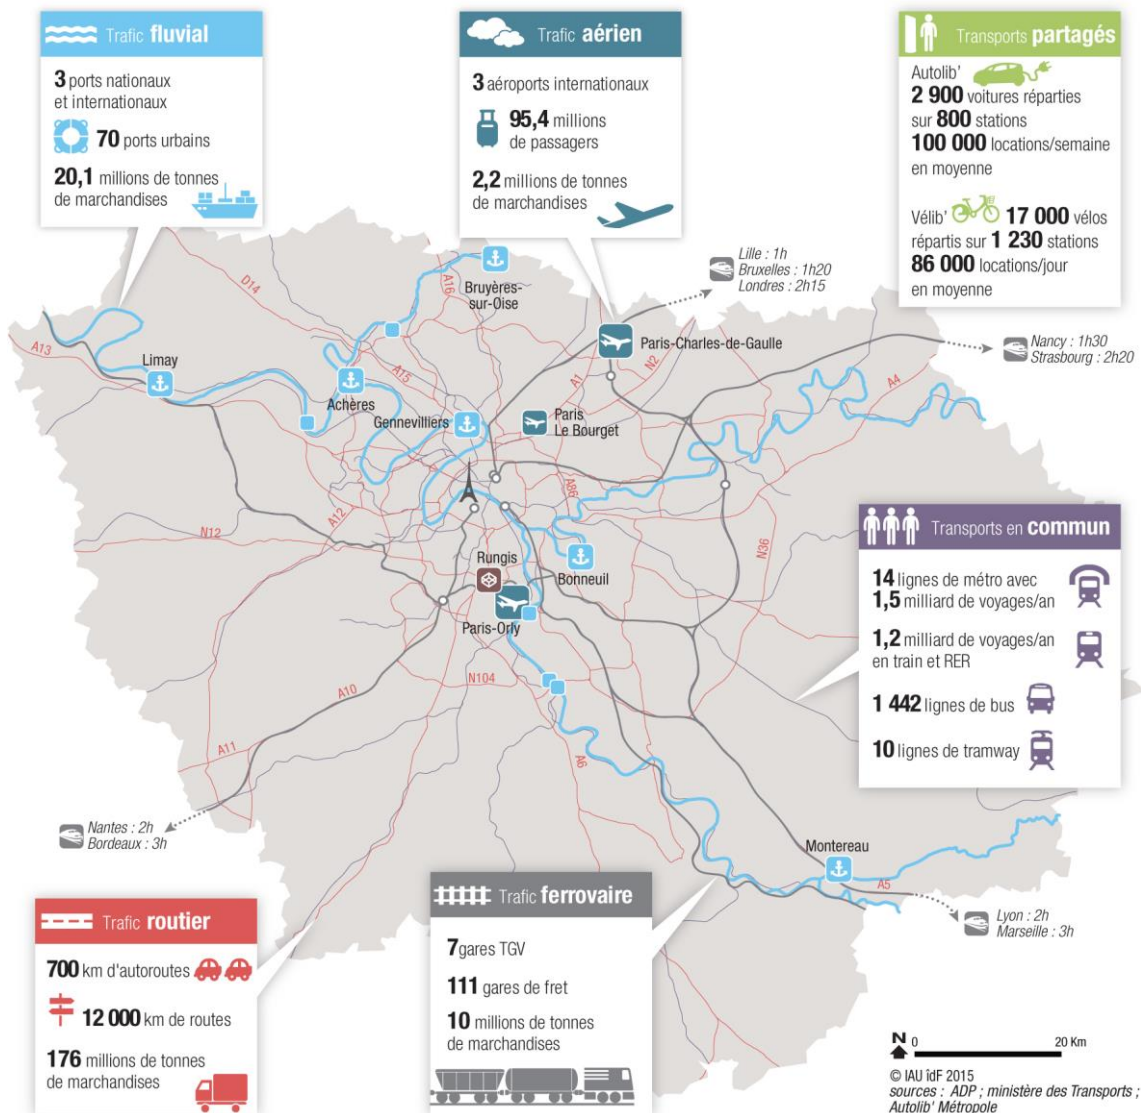 Trafic fluvial
3 ports nationaux
et internationaux
70 ports urbains
20,1 millions de tonnes
de marchandises
Trafic aérien
3 aéroports internationaux
95,4 millions
de passagers
2,2 millions de tonnes
de marchandises
Transports partagés
Autolib'
2 900 voitures réparties
sur 800 stations
100 000 locations/semaine
en moyenne
Vélib' 17 000 vélos
répartis sur 1 230 stations
86 000 locations/jour
en moyenne
Lille : 1h
Bruxelles : 1h20
Londres : 2h15
Bruyères-
sur-Oise
D14
A16
Paris-Charles-de-Gaulle
Nancy : 1h30
Strasbourg : 2h20
A13
Limay
A15
Achères
A1
N2
A4
Gennevilliers
Paris
Le Bourget
A86
A12
N12
N36
Rungis
Bonneuil
Paris-Orly
N104
A10
A11
A6
Transports en commun
14 lignes de métro avec
1,5 milliard de voyages/an
1,2 milliard de voyages/an
en train et RER
1 442 lignes de bus
10 lignes de tramway
Nantes : 2h
Bordeaux : 3h
Montereau
A5
Lyon : 2h
Marseille : 3h
Trafic routier
700 km d'autoroutes
12 000 km de routes
176 millions de tonnes
de marchandises
Trafic ferrovaire
7gares TGV
111 gares de fret
10 millions de tonnes
de marchandises
N 0 20 Km
© IAU îdF 2015
sources : ADP ; ministère des Transports ;
Autolib' Métropole